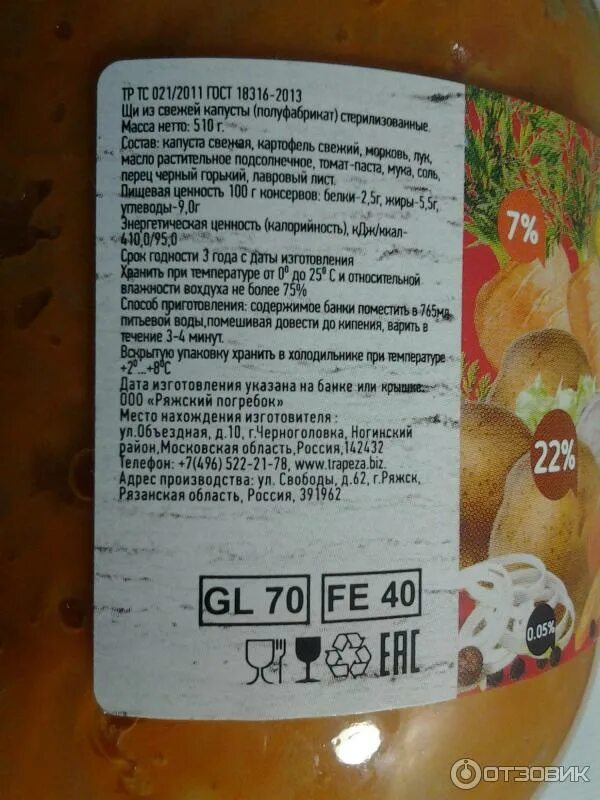 ТР ТС 021/2011 ГОСТ 18316-2013
Щи из свежей капусты (полуфабрикат) стерилизованные.
Масса нетто: 510 г.
Состав: капуста свежая, картофель свежий, морковь, лук,
масло растительное подсолнечное, томат-паста, мука, соль,
перец черный горький, лавровый лист.
Пищевая ценность 100 г консервов: белки-2,5г, жиры-5,5г,
углеводы-9,0г
Энергетическая ценность (калорийность), кДж/ккал-
410,0/95,0
Срок годности 3 года с даты изготовления
Хранить при температуре от 0⁰ до 25⁰ С и относительной
влажности вохдуха не более 75%
Способ приготовления: содержимое банки поместить в 765мл
питьевой воды,помешивая довести до кипения, варить в
течение 3-4 минут.
Вскрытую упаковку хранить в холодильнике при температуре
+2⁰...+8⁰С
Дата изготовления указана на банке или крышке.
ООО «Ряжский погребок»
Место нахождения изготовителя :
ул.Объездная, д.10, г.Черноголовка, Ногинский
район,Московская область,Россия,142432
Телефон: +7(496) 522-21-78, www.trapeza.biz.
Адрес производства: ул. Свободы, д.62, г.Ряжск,
Рязанская область, Россия, 391962
GL 70 FE 40
ЕАС
7%
22%
0.05%
ОТЗОВИК